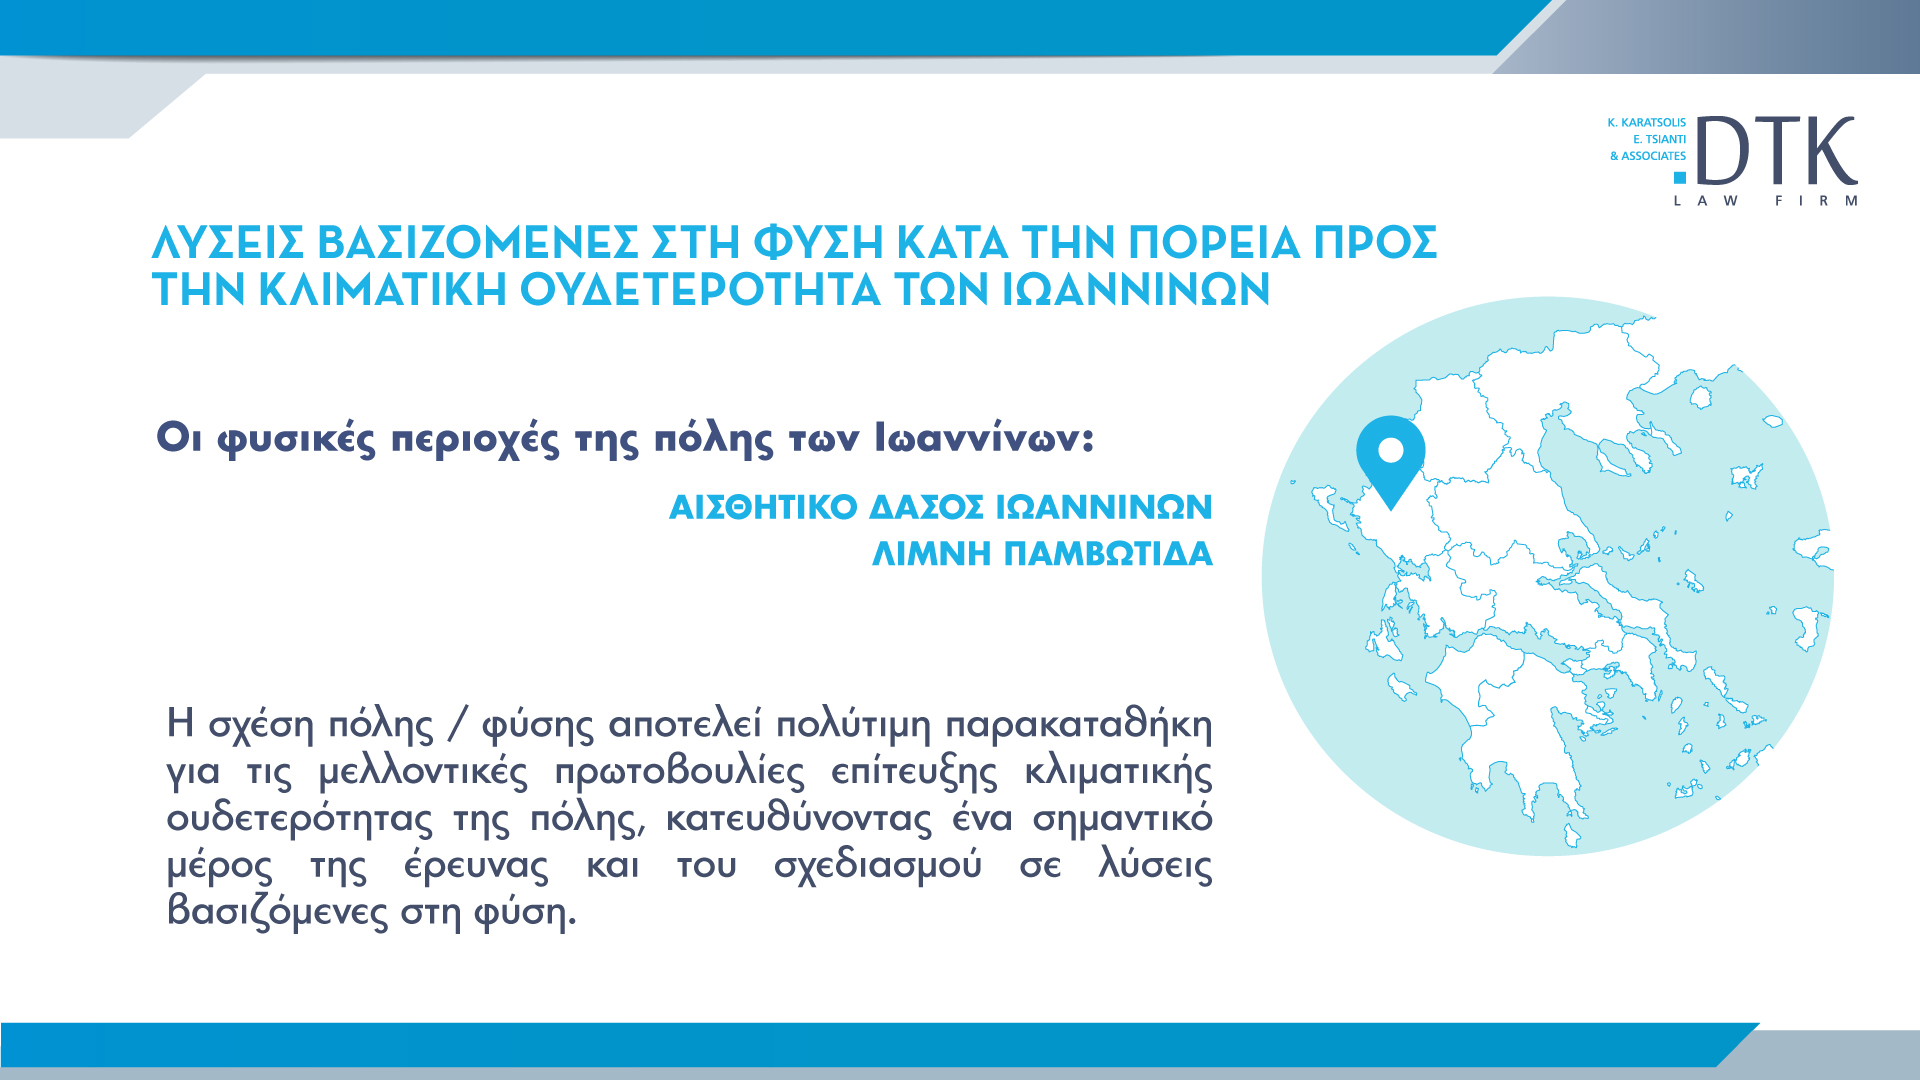 K. KARATSOLIS
E. TSIANTI
& ASSOCIATES
.DTK
LAW FIRM
ΛΥΣΕΙΣ ΒΑΣΙΖΟΜΕΝΕΣ ΣΤΗ ΦΥΣΗ ΚΑΤΑ ΤΗΝ ΠΟΡΕΙΑ ΠΡΟΣ
ΤΗΝ ΚΛΙΜΑΤΙΚΗ ΟΥΔΕΤΕΡΟΤΗΤΑ ΤΩΝ ΙΩΑΝΝΙΝΩΝ
Οι φυσικές περιοχές της πόλης των Ιωαννίνων:
ΑΙΣΘΗΤΙΚΟ ΔΑΣΟΣ ΙΩΑΝΝΙΝΩΝ
ΛΙΜΝΗ ΠΑΜΒΩΤΙΔΑ
Η σχέση πόλης / φύσης αποτελεί πολύτιμη παρακαταθήκη
για τις μελλοντικές πρωτοβουλίες επίτευξης κλιματικής
ουδετερότητας της πόλης, κατευθύνοντας ένα σημαντικό
μέρος της έρευνας και του σχεδιασμού σε λύσεις
βασιζόμενες στη φύση.